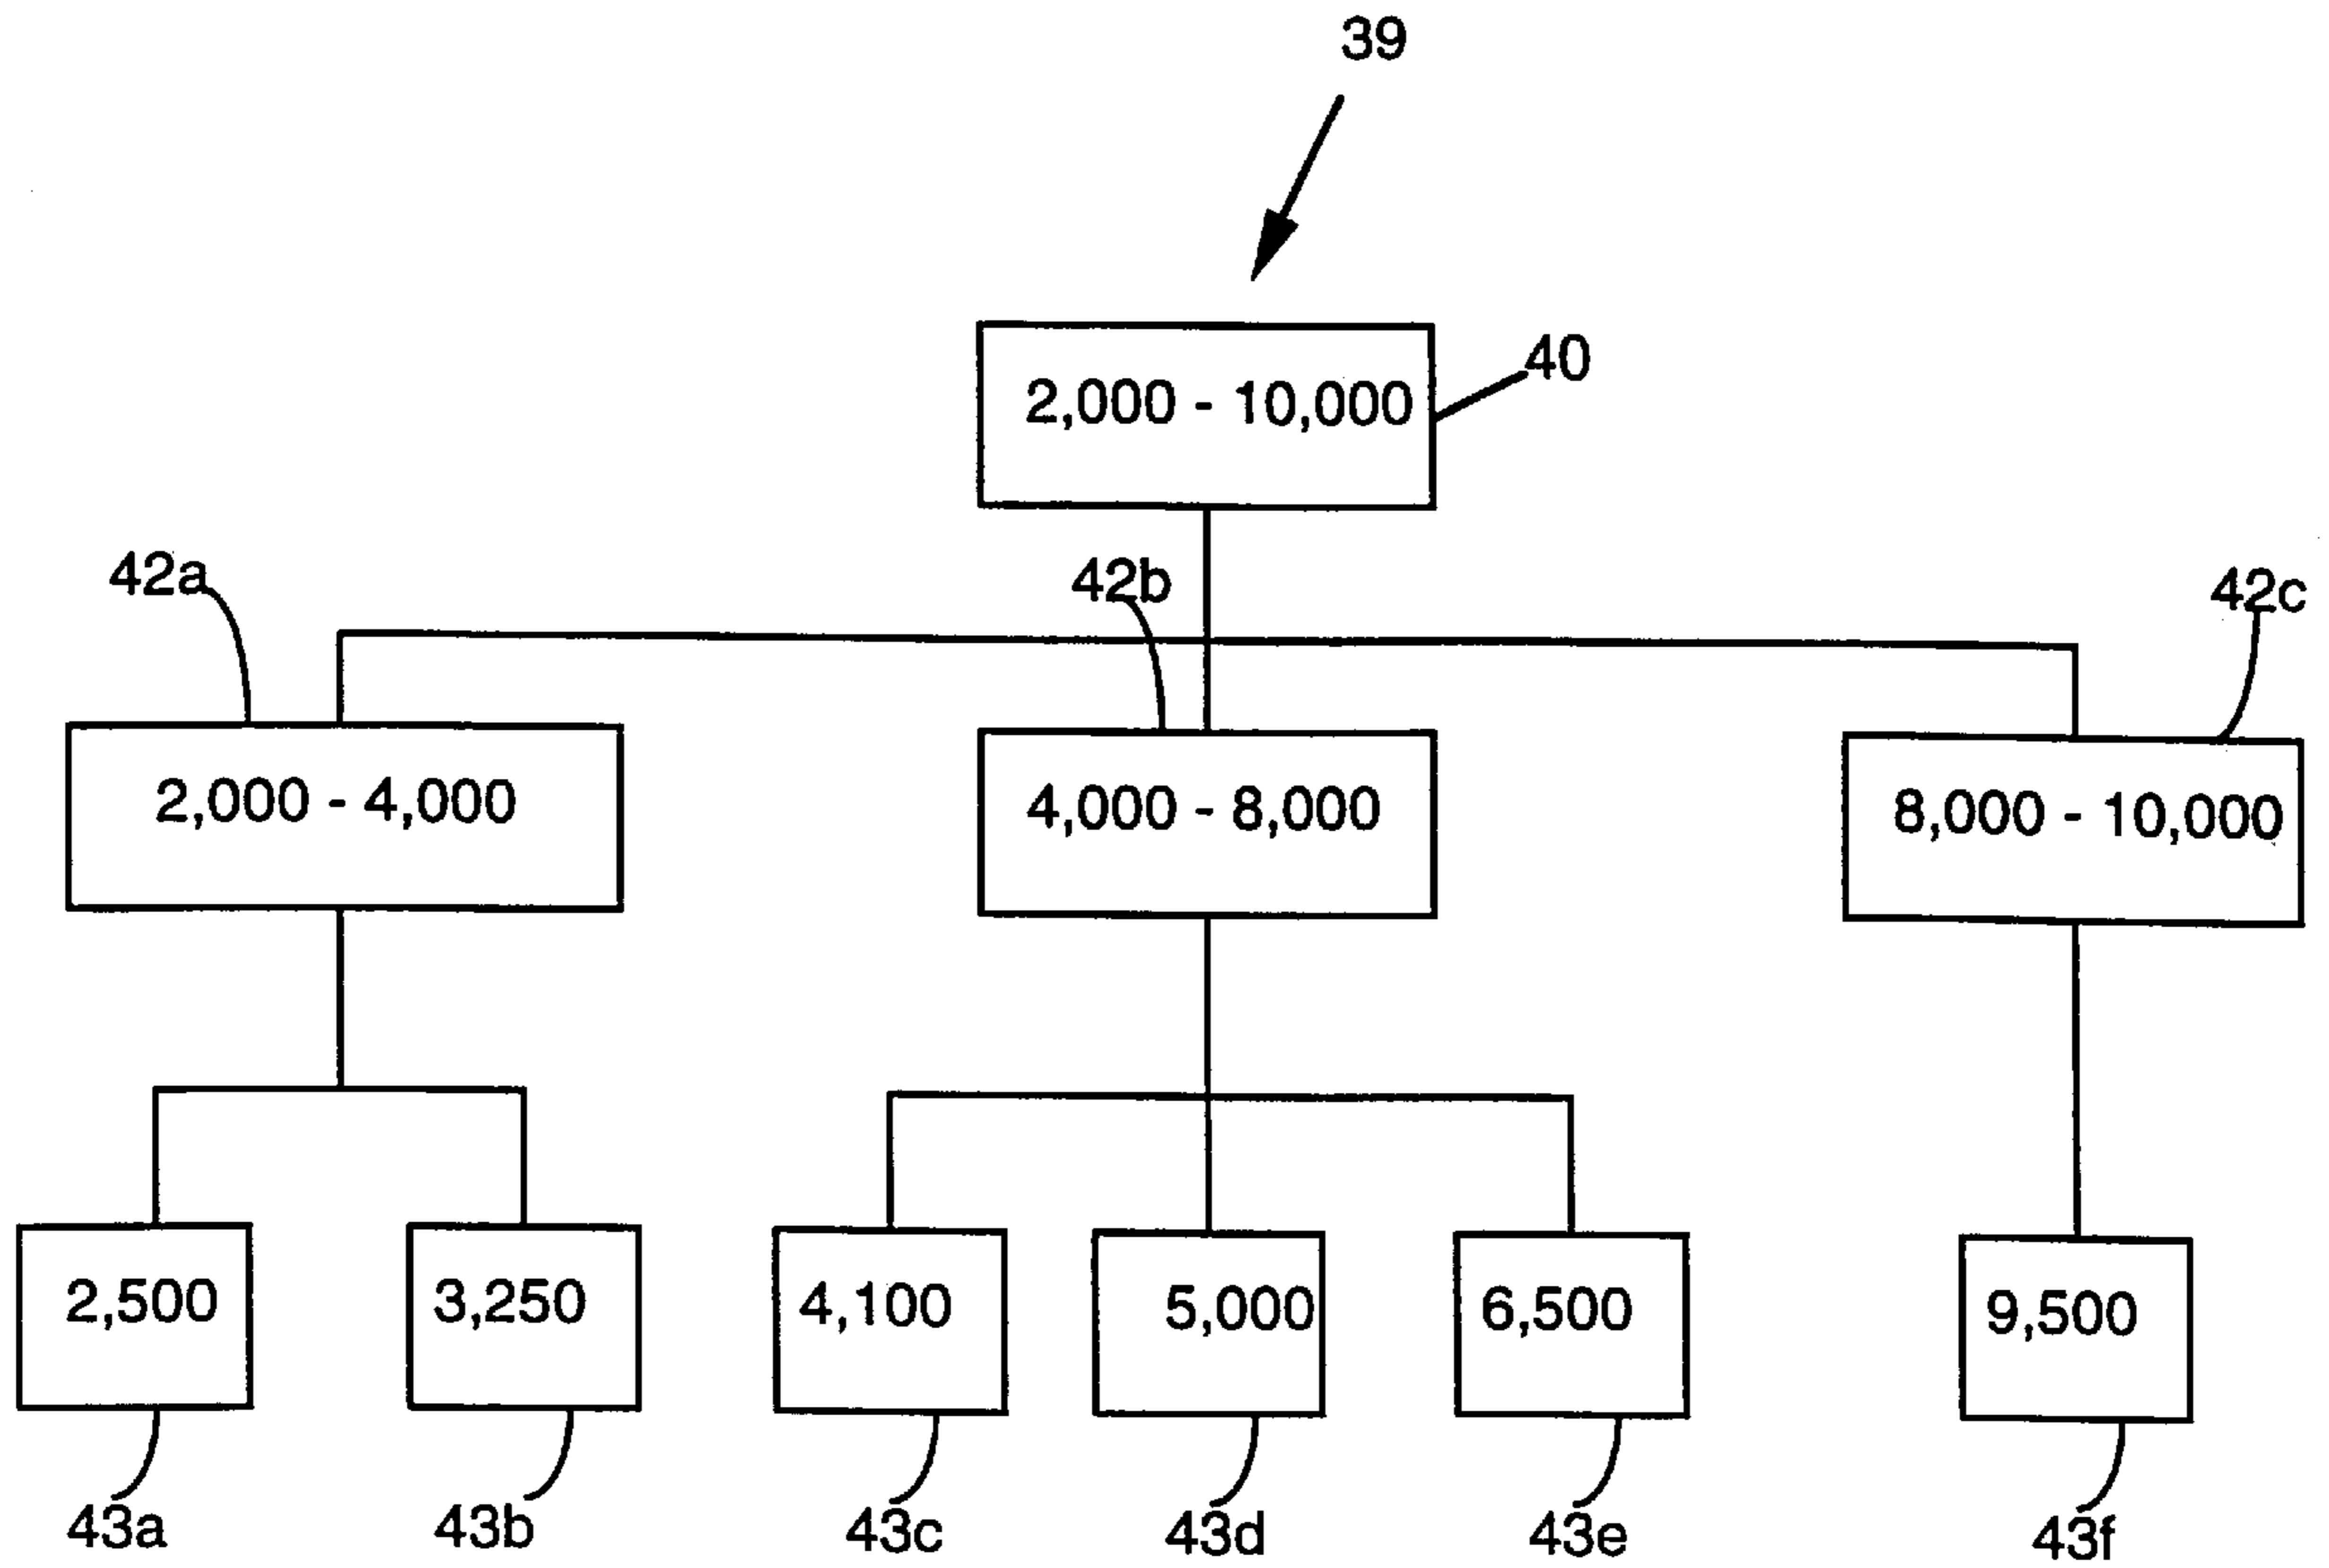 39
2,000 - 10,000
40
42a
42b
42c
2,000 - 4,000
4,000 - 8,000
8,000 - 10,000
2,500
3,250
4,100
5,000
6,500
9,500
43a
43b
43c
43d
43e
43f